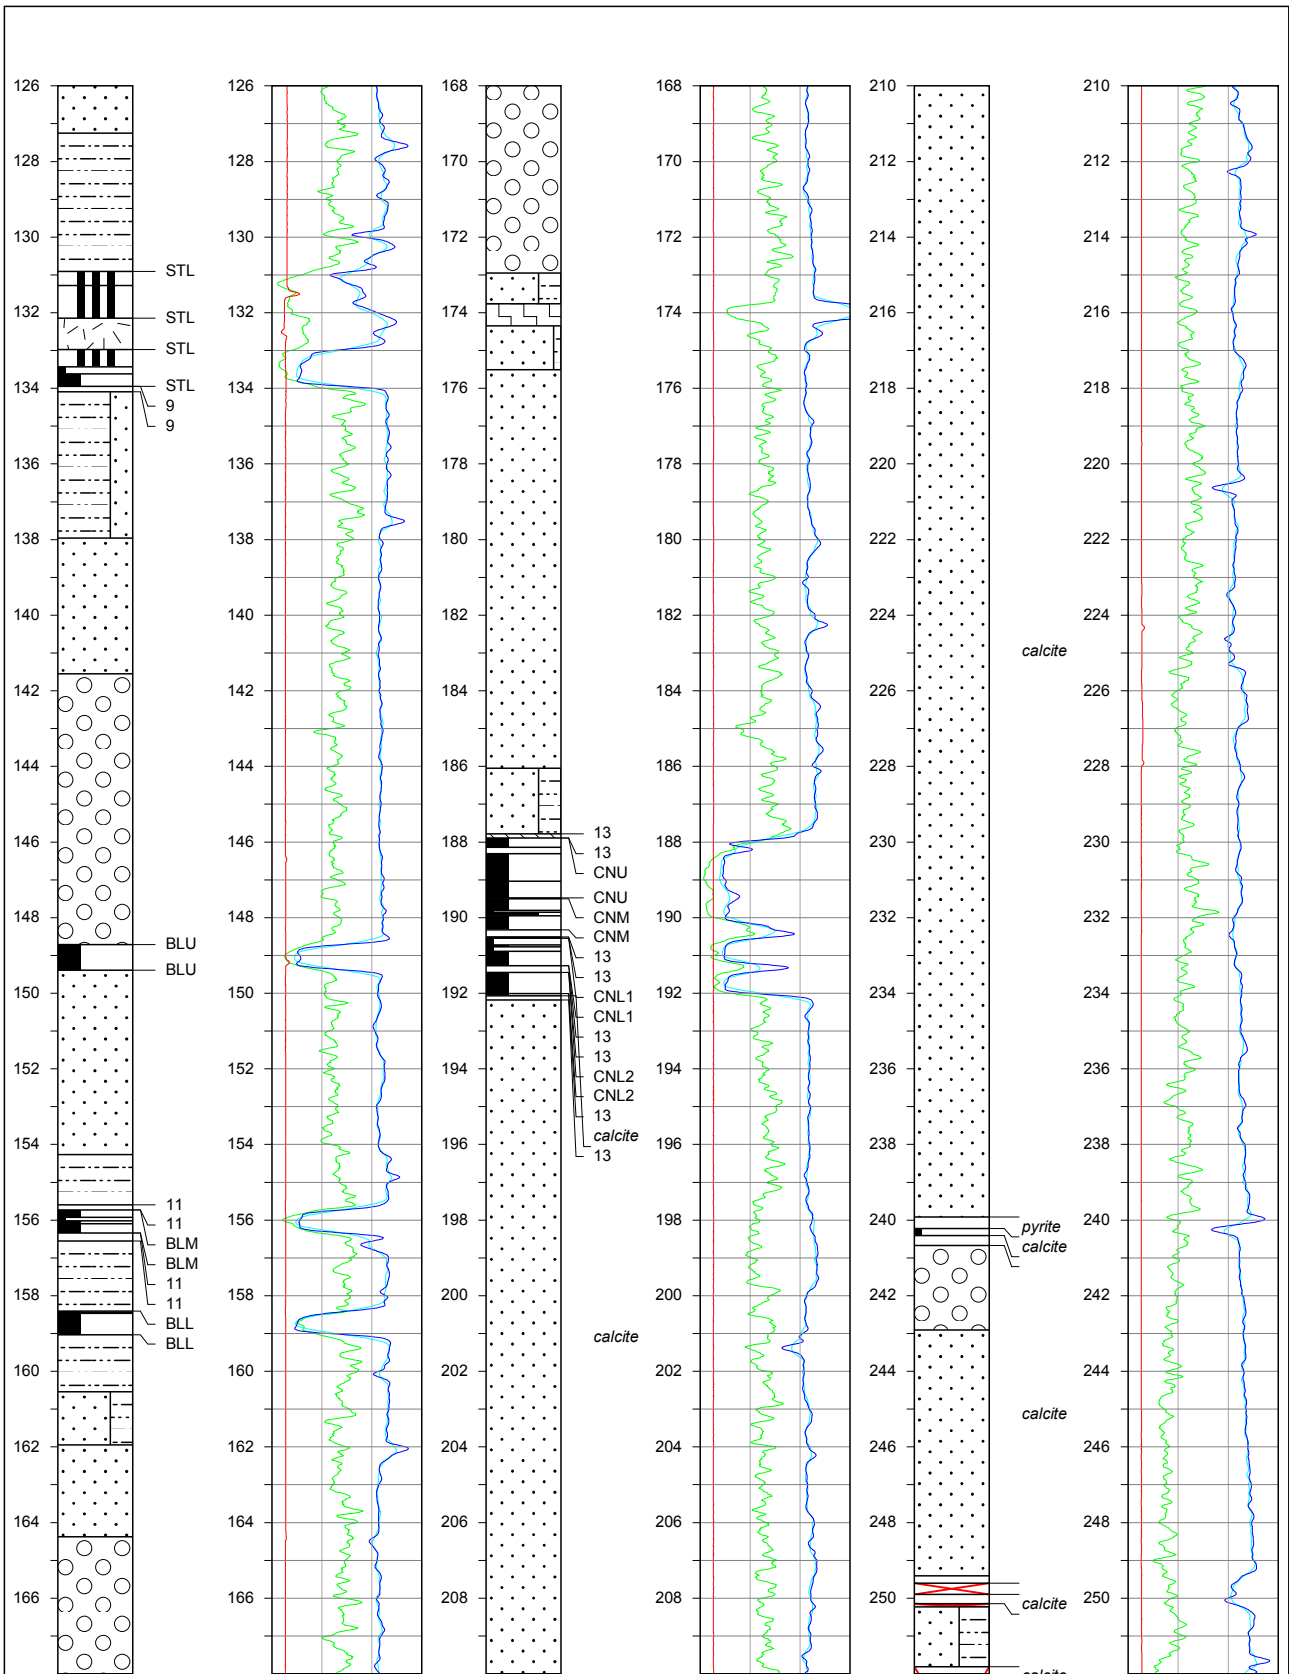 126 126 168 168 210 210
128 128 170 170 212 212
130 130 172 172 214 214
STL
132 132 174 174 216 216
STL
STL
134 134 176 176 218 218
STL
9
9
136 136 178 178 220 220
138 138 180 180 222 222
140 140 182 182 224 224
calcite
142 142 184 184 226 226
144 144 186 186 228 228
13
146 146 188 188 230 230
13
CNU
CNU
148 148 190 190 232 232
CNM
BLU CNM
13
BLU
13
150 150 192 192 234 234
CNL1
CNL1
13
13
152 152 194 194 236 236
CNL2
CNL2
13
calcite
154 154 196 196 238 238
13
11
156 156 198 198 240 240
11 pyrite
BLM calcite
BLM
11
158 158 200 200 242 242
11
BLL
BLL calcite
160 160 202 202 244 244
calcite
162 162 204 204 246 246
164 164 206 206 248 248
166 166 208 208 250 250
calcite
calcite